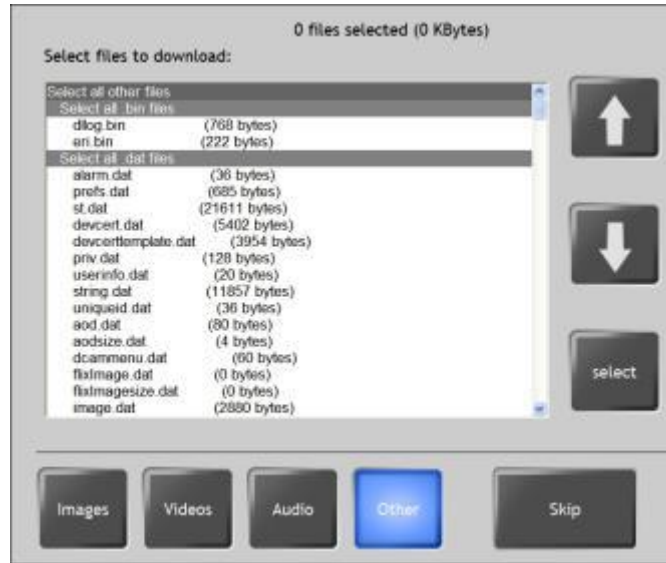 0 files selected (0 KBytes)
Select files to download:
Select all other files
Select all .bin files
dllog.bin (768 bytes)
eri.bin (222 bytes)
Select all .dat files
alarm.dat (36 bytes)
prefs.dat (685 bytes)
st.dat (21611 bytes)
devcert.dat (5402 bytes)
devcerttemplate.dat (3954 bytes)
priv.dat (128 bytes)
userinfo.dat (20 bytes)
string.dat (11857 bytes)
uniqueid.dat (36 bytes)
aod.dat (80 bytes)
aodsize.dat (4 bytes)
dcammenu.dat (60 bytes)
flixImage.dat (0 bytes)
flixImagesize.dat (0 bytes)
image.dat (2880 bytes)
select
Images Videos Audio Other Skip